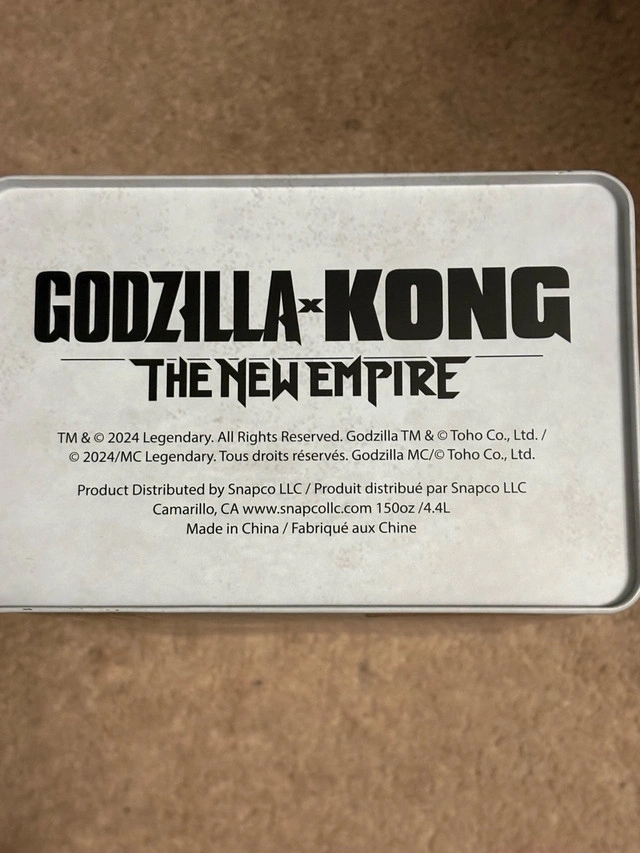 GODZILLA x KONG
THE NEW EMPIRE
TM & © 2024 Legendary. All Rights Reserved. Godzilla TM & © Toho Co., Ltd. /
© 2024/MC Legendary. Tous droits réservés. Godzilla MC/© Toho Co., Ltd.
Product Distributed by Snapco LLC / Produit distribué par Snapco LLC
Camarillo, CA www.snapcollc.com 150oz /4.4L
Made in China / Fabriqué aux Chine